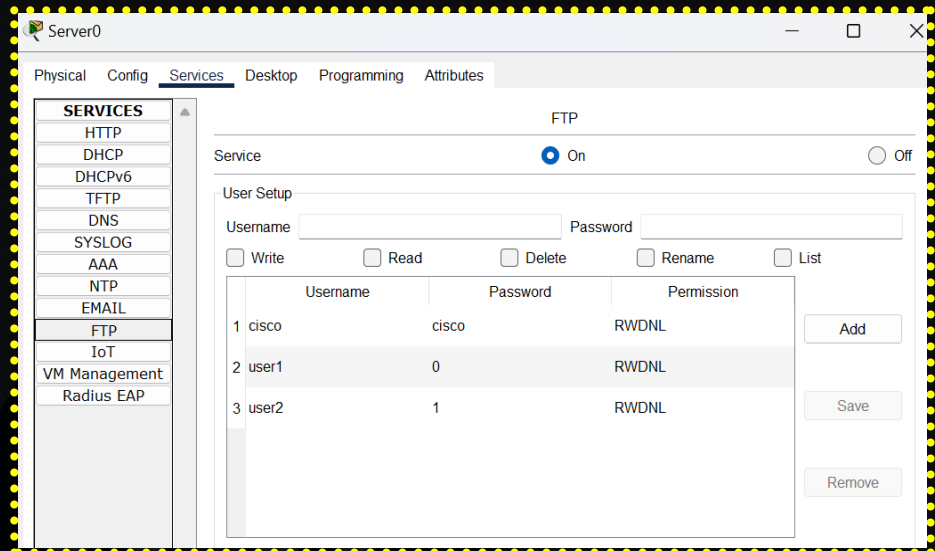 Server0
Physical Config Services Desktop Programming Attributes
SERVICES
HTTP
DHCP
DHCPv6
TFTP
DNS
SYSLOG
AAA
NTP
EMAIL
FTP
IoT
VM Management
Radius EAP
FTP
Service On Off
User Setup
Username Password
Write Read Delete Rename List
Username Password Permission
1 cisco cisco RWDNL
2 user1 0 RWDNL
3 user2 1 RWDNL
Add
Save
Remove